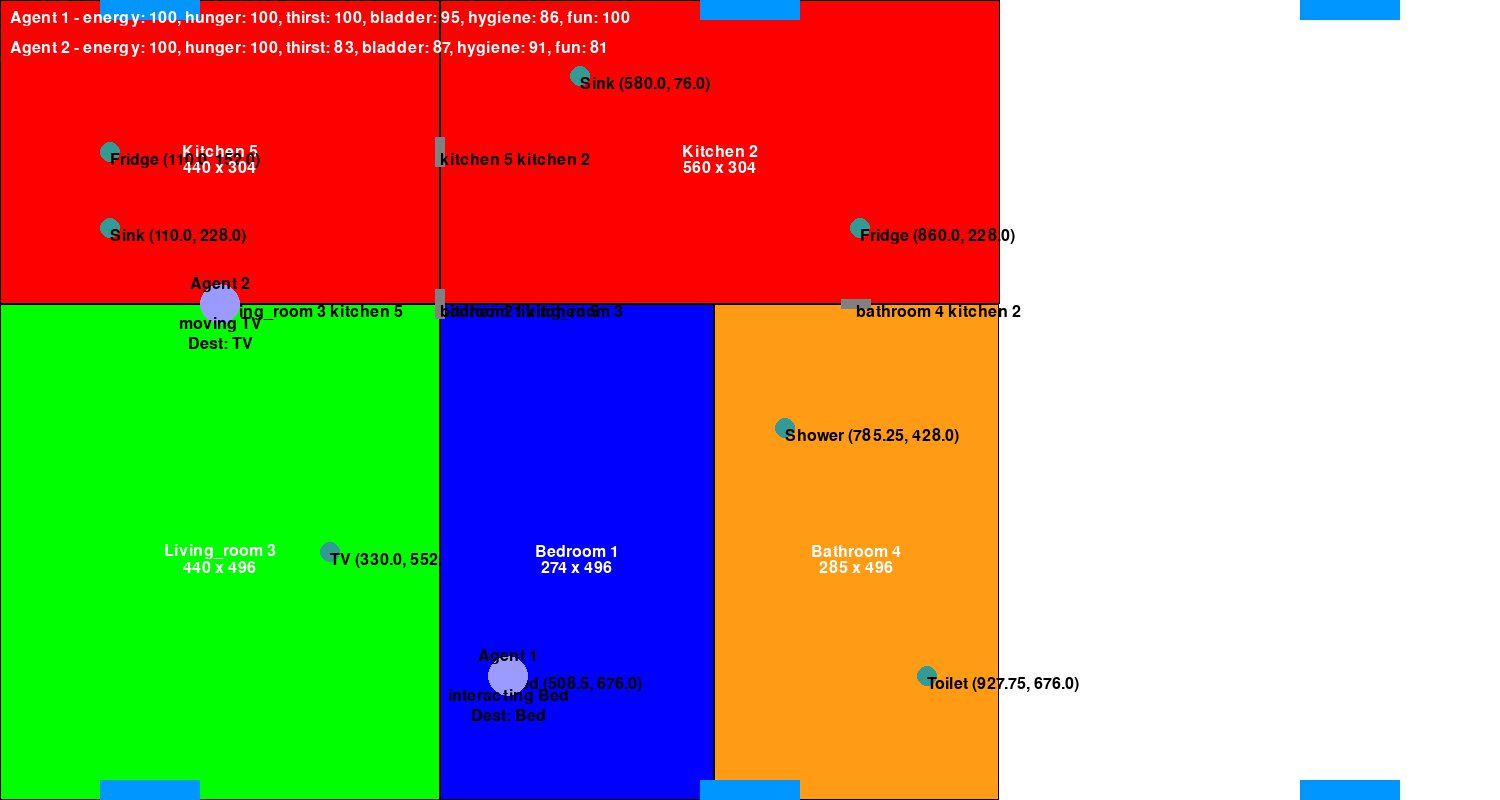 Agent 1 - energy: 100, hunger: 100, thirst: 100, bladder: 95, hygiene: 86, fun: 100
Agent 2 - energy: 100, hunger: 100, thirst: 83, bladder: 87, hygiene: 91, fun: 81
Sink (580.0, 76.0)
Kitchen 5
440 x 304
Fridge (110.0, 152.0)
kitchen 5 kitchen 2
Kitchen 2
560 x 304
Sink (110.0, 228.0)
Fridge (860.0, 228.0)
Agent 2
ing_room 3 kitchen 5
bathroom 4 kitchen 2
moving TV
Dest: TV
Shower (785.25, 428.0)
Living_room 3
440 x 496
TV (330.0, 552
Bedroom 1
274 x 496
Bathroom 4
285 x 496
Agent 1
d (508.5, 676.0)
interacting Bed
Dest: Bed
Toilet (927.75, 676.0)